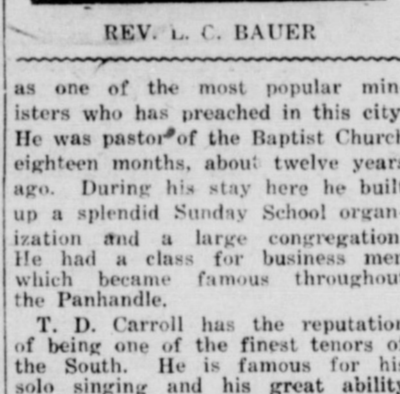 REV. L. C. BAUER
as one of the most popular min
isters who has preached in this city
He was pastor of the Baptist Church
eighteen months, about twelve years
ago. During his stay here he buil
up a splendid Sunday School organ
ization and a large congregation
He had a class for business men
which became famous throughout
the Panhandle.
T. D. Carroll has the reputation
of being one of the finest tenors o
the South. He is famous for his
solo singing and his great ability